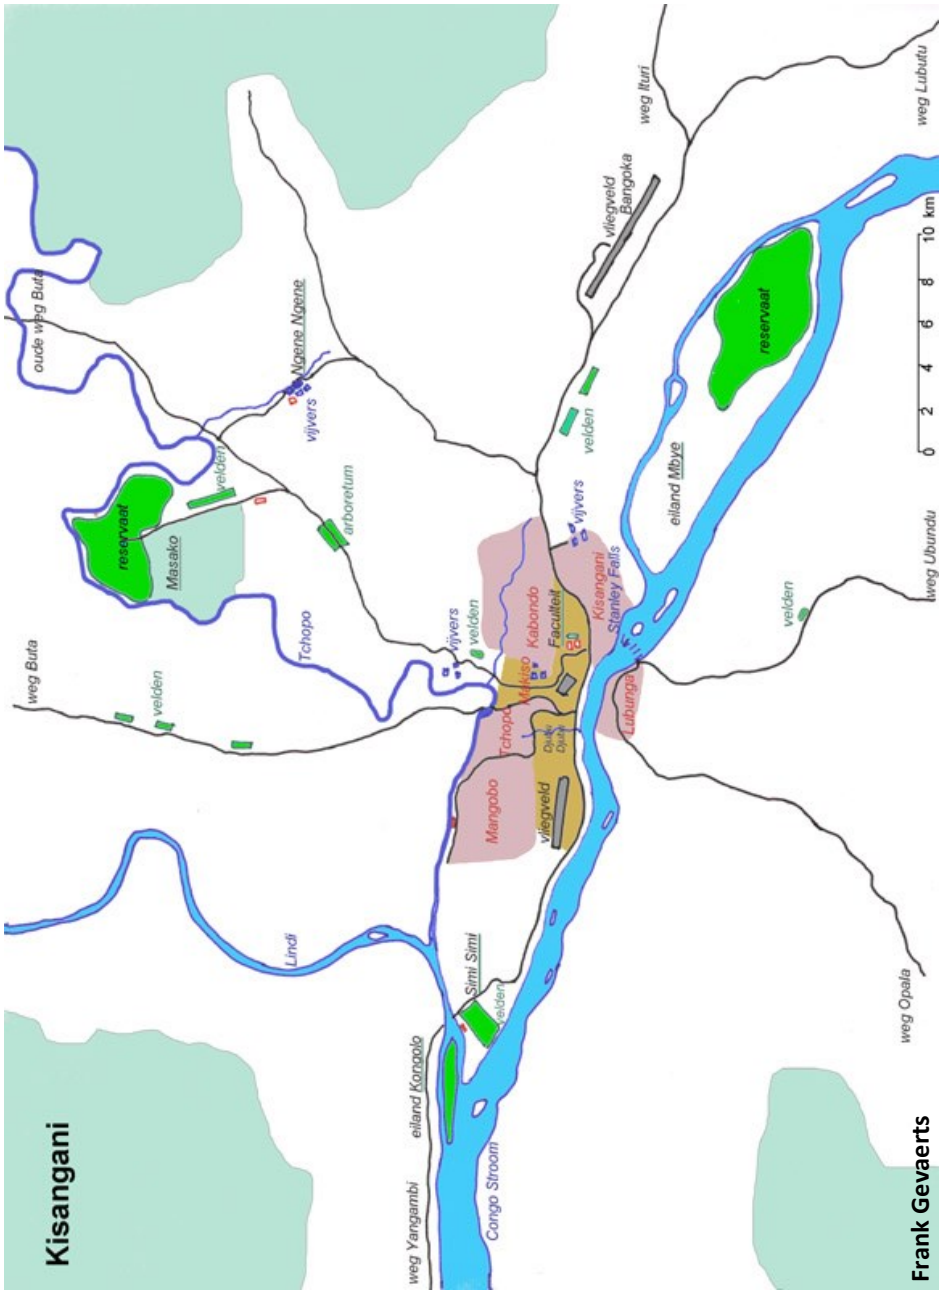 Kisangani
weg Buta
oude weg Buta
reservaat
velden
Masako
velden
Lindi
Tchopo
Ngene Ngene
vijvers
arboretum
weg Yangambi
eiland Kongolo
Simi Simi
velden
Congo Stroom
Mangobo
Tchopo
Makiso
vijvers
velden
Kabondo
Faculteit
vliegveld
Djubu
Djubu
Kisangani
Stanley Falls
vijvers
velden
vliegveld
Bangoka
weg Ituri
Lubunga
eiland Mbye
reservaat
velden
weg Opala
weg Ubundu
weg Lubutu
0 2 4 6 8 10 km
Frank Gevaerts